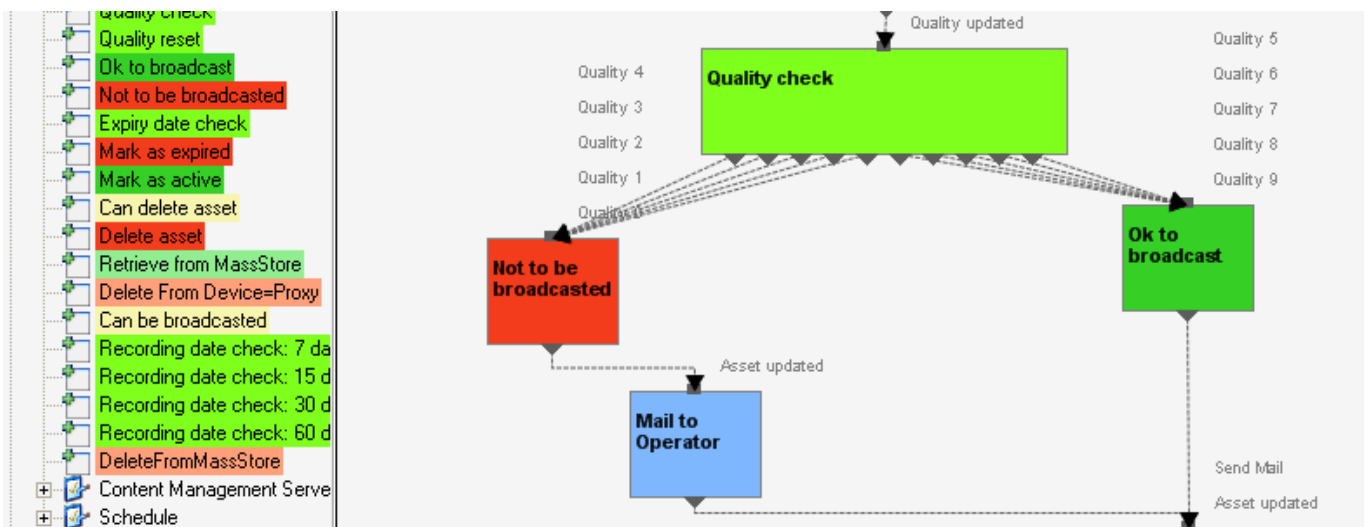 Quality check
Quality reset
Ok to broadcast
Not to be broadcasted
Expiry date check
Mark as expired
Mark as active
Can delete asset
Delete asset
Retrieve from MassStore
Delete From Device=Proxy
Can be broadcasted
Recording date check: 7 da
Recording date check: 15 d
Recording date check: 30 d
Recording date check: 60 d
DeleteFromMassStore
Content Management Serve
Schedule
Quality updated
Quality check
Quality 4
Quality 3
Quality 2
Quality 1
Quality 5
Quality 6
Quality 7
Quality 8
Quality 9
Not to be
broadcasted
Ok to
broadcast
Asset updated
Mail to
Operator
Send Mail
Asset updated